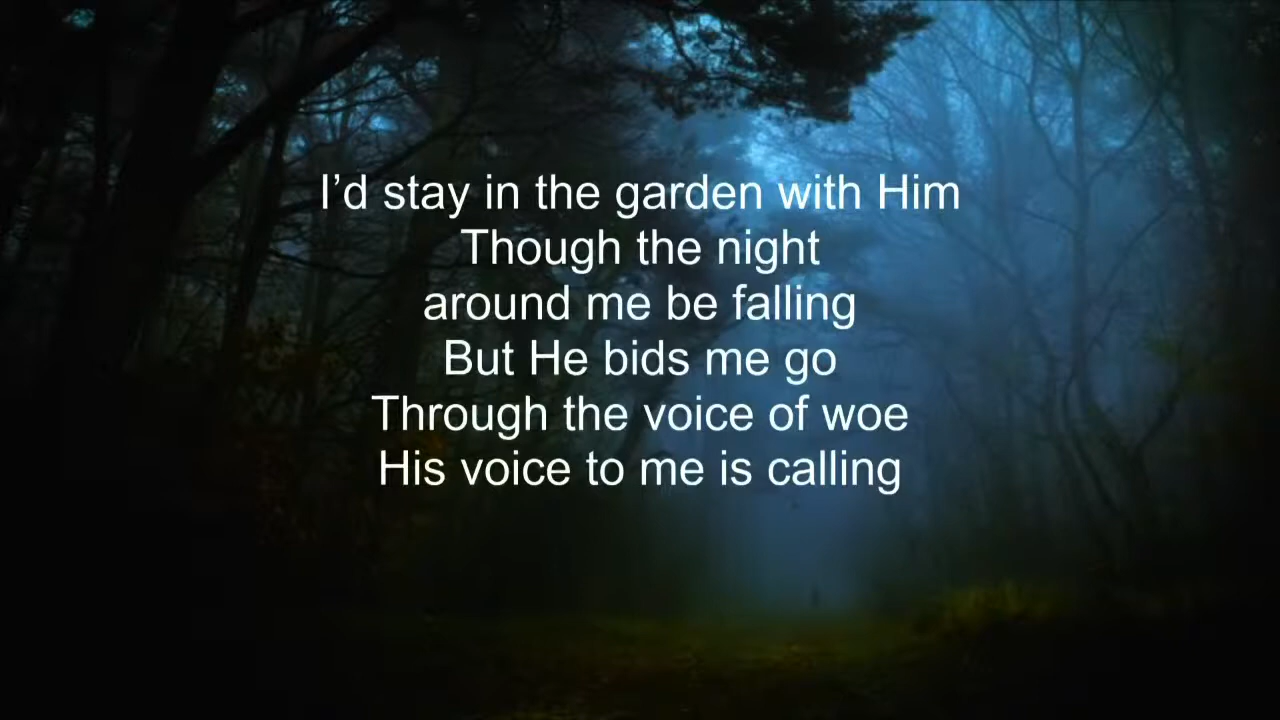 I’d stay in the garden with Him
Though the night
around me be falling
But He bids me go
Through the voice of woe
His voice to me is calling